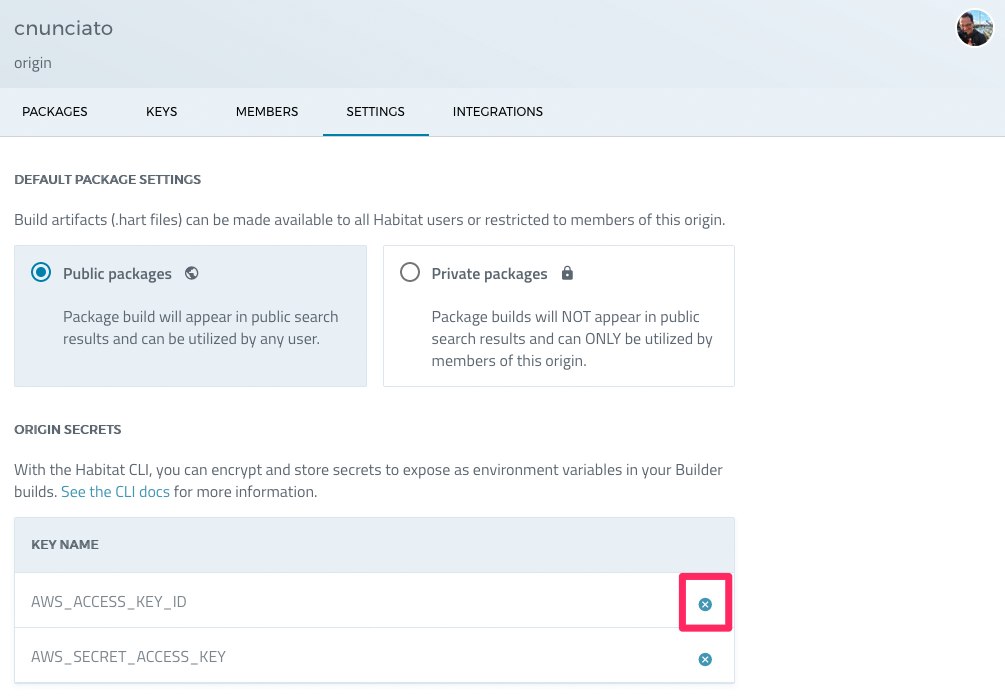 cnunciato
origin
PACKAGES KEYS MEMBERS SETTINGS INTEGRATIONS
DEFAULT PACKAGE SETTINGS
Build artifacts (.hart files) can be made available to all Habitat users or restricted to members of this origin.
Public packages
Package build will appear in public search
results and can be utilized by any user.
Private packages
Package builds will NOT appear in public
search results and can ONLY be utilized by
members of this origin.
ORIGIN SECRETS
With the Habitat CLI, you can encrypt and store secrets to expose as environment variables in your Builder
builds. See the CLI docs for more information.
KEY NAME
AWS_ACCESS_KEY_ID
AWS_SECRET_ACCESS_KEY